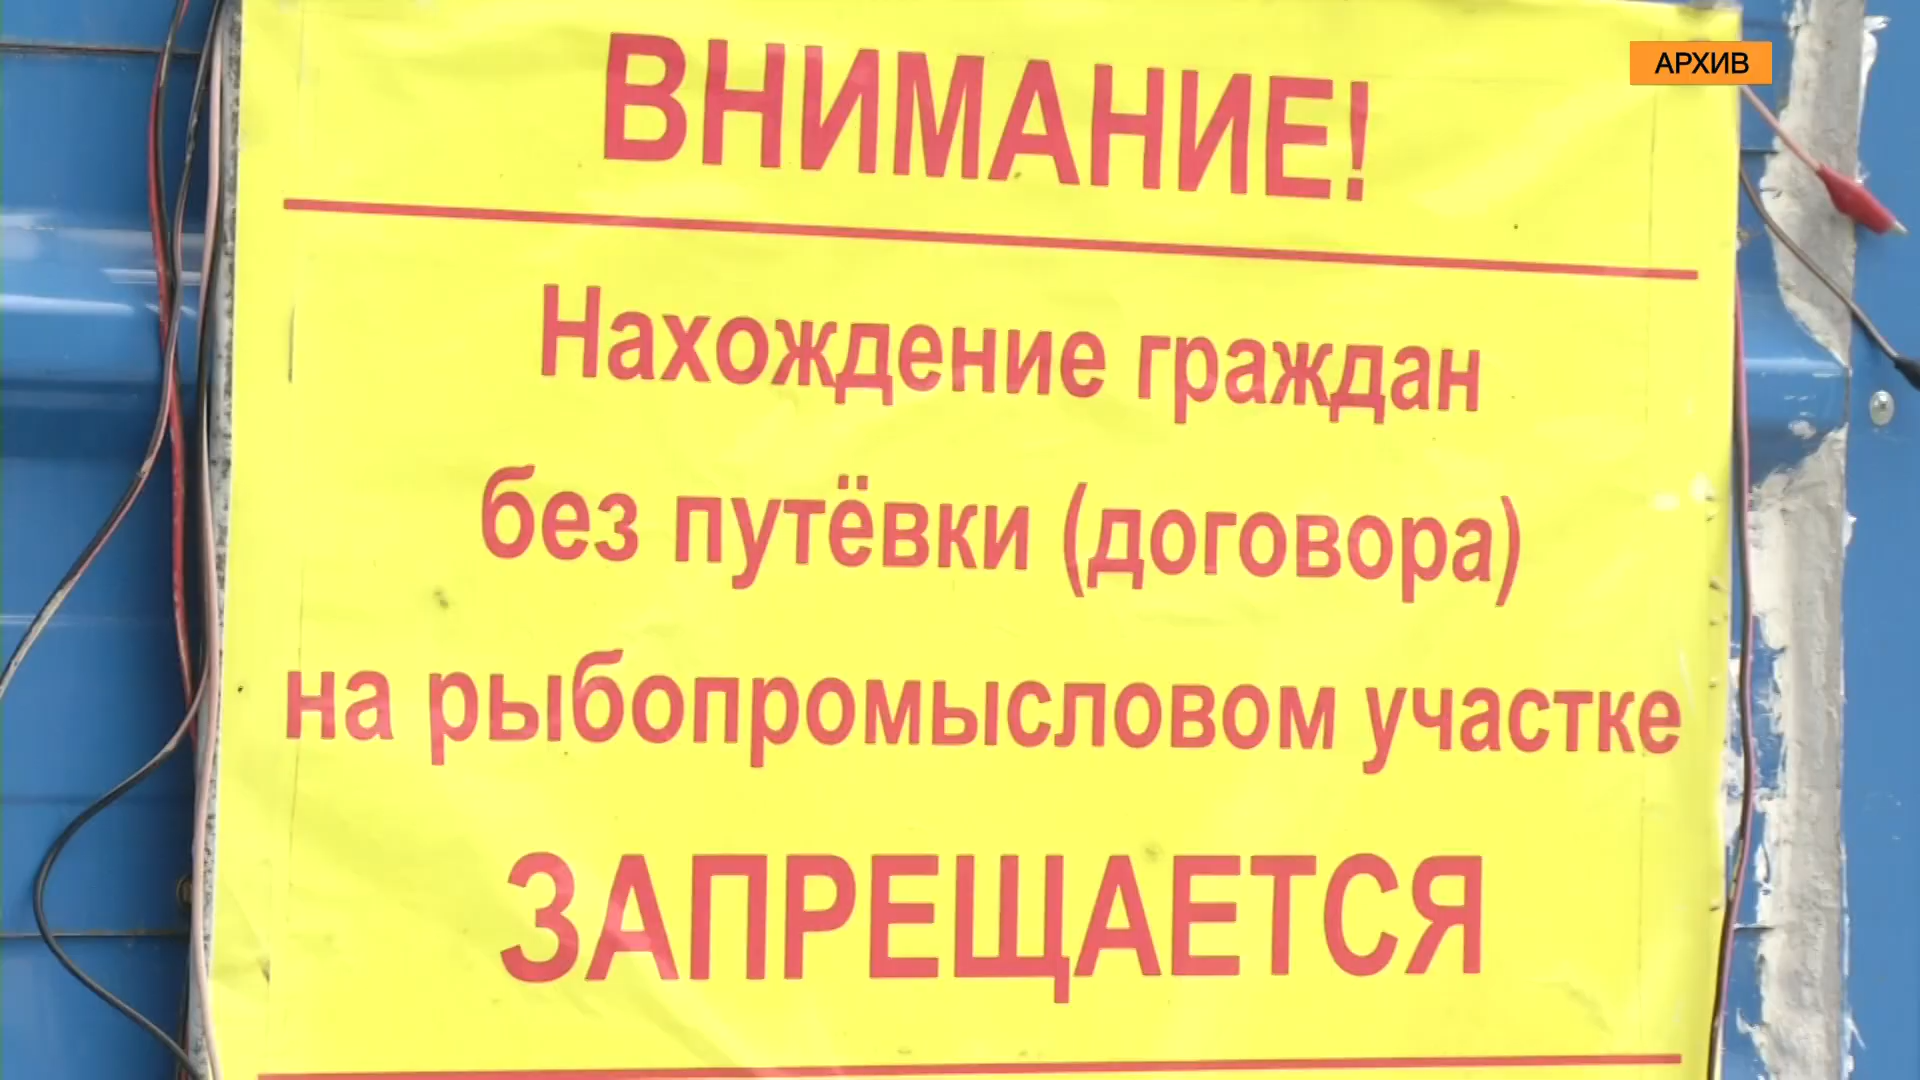 АРХИВ
ВНИМАНИЕ!
Нахождение граждан
без путёвки (договора)
на рыбопромысловом участке
ЗАПРЕЩАЕТСЯ